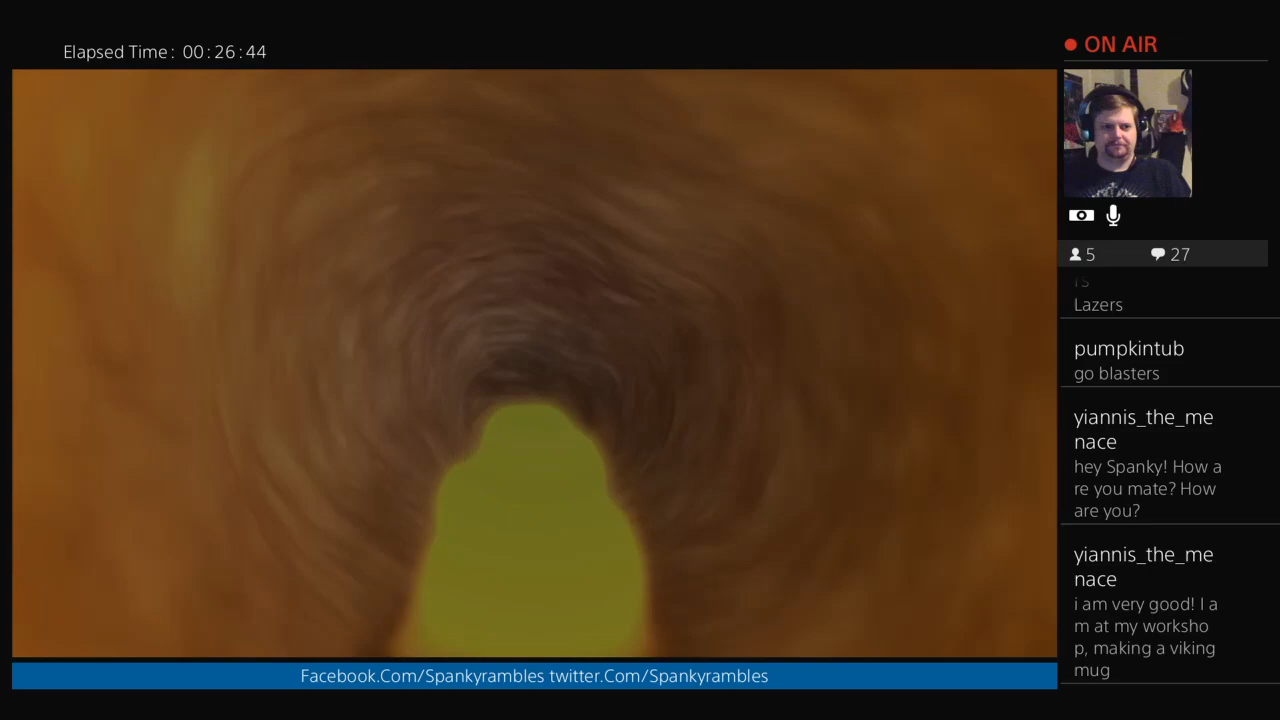 Elapsed Time: 00:26:44
ON AIR
5 27
rs
Lazers
pumpkintub
go blasters
yiannis_the_me
nace
hey Spanky! How a
re you mate? How
are you?
yiannis_the_me
nace
i am very good! I a
m at my worksho
p, making a viking
mug
Facebook.Com/Spankyrambles twitter.Com/Spankyrambles